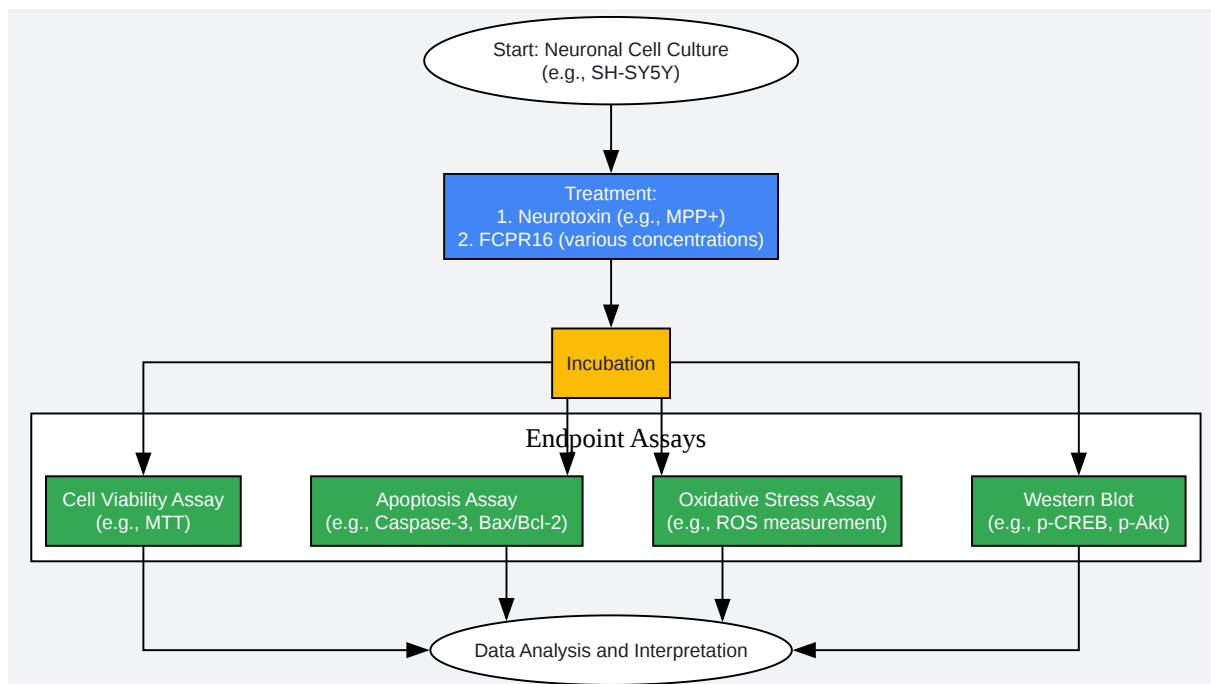 Start: Neuronal Cell Culture
(e.g., SH-SY5Y)
Treatment:
1. Neurotoxin (e.g., MPP+)
2. FCPR16 (various concentrations)
Incubation
Endpoint Assays
Cell Viability Assay
(e.g., MTT)
Apoptosis Assay
(e.g., Caspase-3, Bax/Bcl-2)
Oxidative Stress Assay
(e.g., ROS measurement)
Western Blot
(e.g., p-CREB, p-Akt)
Data Analysis and Interpretation